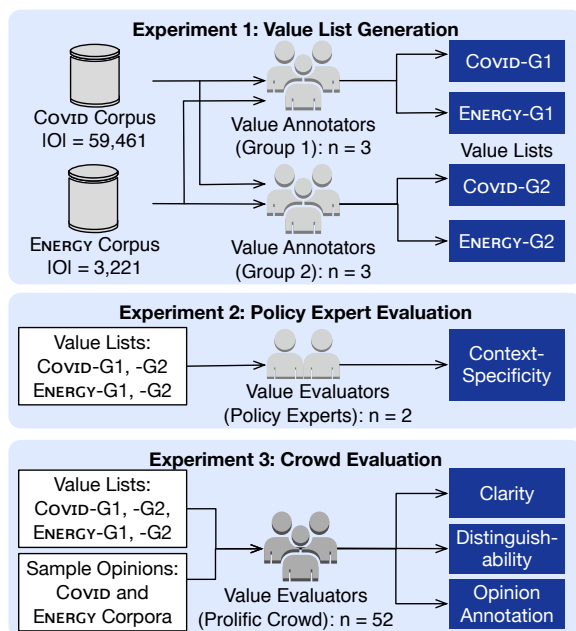 Experiment 1: Value List Generation
COVID Corpus
|O| = 59,461
ENERGY Corpus
|O| = 3,221
Value Annotators
(Group 1): n = 3
Value Annotators
(Group 2): n = 3
COVID-G1
ENERGY-G1
Value Lists
COVID-G2
ENERGY-G2
Experiment 2: Policy Expert Evaluation
Value Lists:
COVID-G1, -G2
ENERGY-G1, -G2
Value Evaluators
(Policy Experts): n = 2
Context-
Specificity
Experiment 3: Crowd Evaluation
Value Lists:
COVID-G1, -G2,
ENERGY-G1, -G2
Sample Opinions:
COVID and
ENERGY Corpora
Value Evaluators
(Prolific Crowd): n = 52
Clarity
Distinguish-
ability
Opinion
Annotation